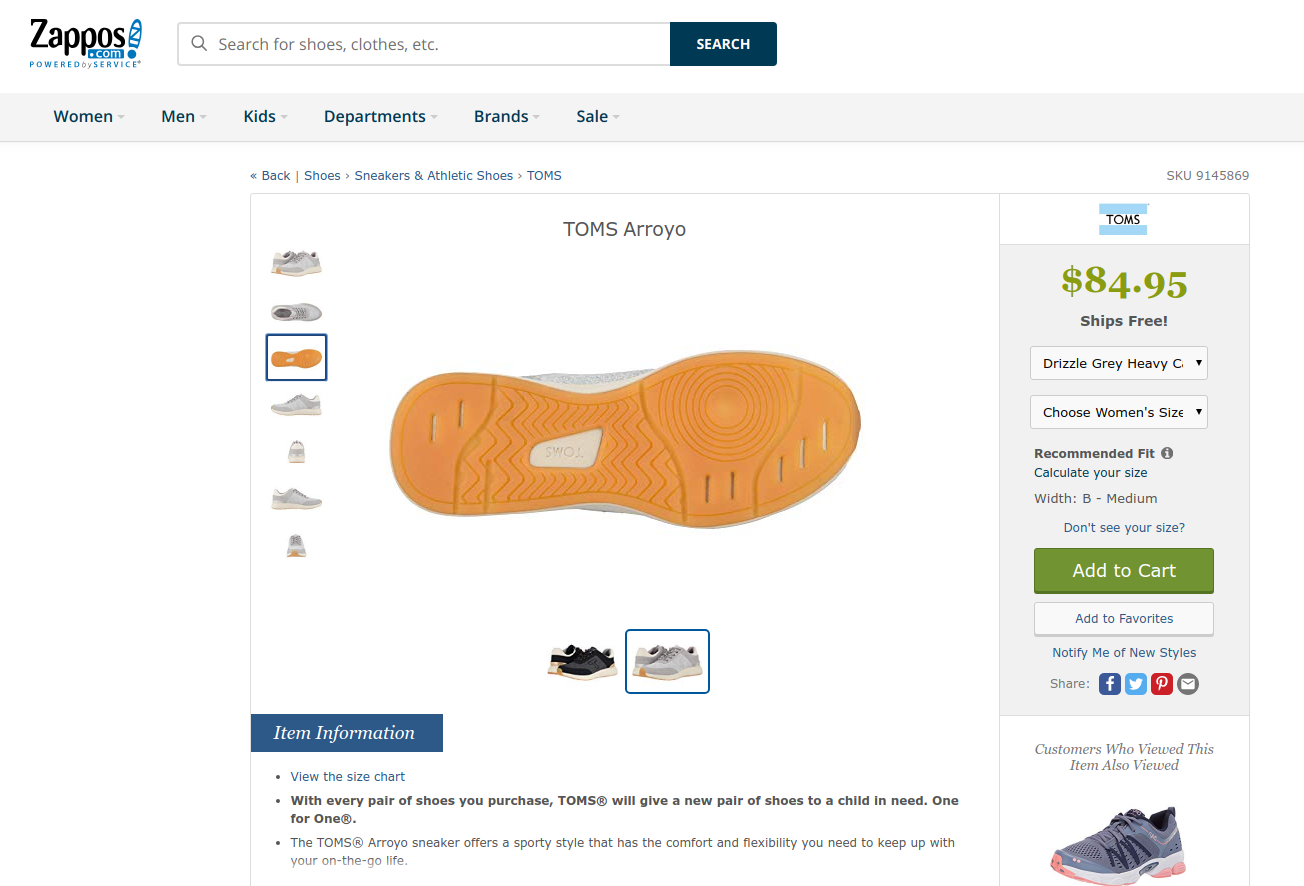 Zappos
.com
POWERED by SERVICE®
Search for shoes, clothes, etc.
SEARCH
Women
Men
Kids
Departments
Brands
Sale
« Back | Shoes › Sneakers & Athletic Shoes › TOMS
SKU 9145869
TOMS Arroyo
TOMS
TOMS
$84.95
Ships Free!
Drizzle Grey Heavy Ca
Choose Women's Size
Recommended Fit
Calculate your size
Width: B - Medium
Don't see your size?
Add to Cart
Add to Favorites
Notify Me of New Styles
Share:
Item Information
• View the size chart
• With every pair of shoes you purchase, TOMS® will give a new pair of shoes to a child in need. One
for One®.
• The TOMS® Arroyo sneaker offers a sporty style that has the comfort and flexibility you need to keep up with
your on-the-go life.
Customers Who Viewed This
Item Also Viewed